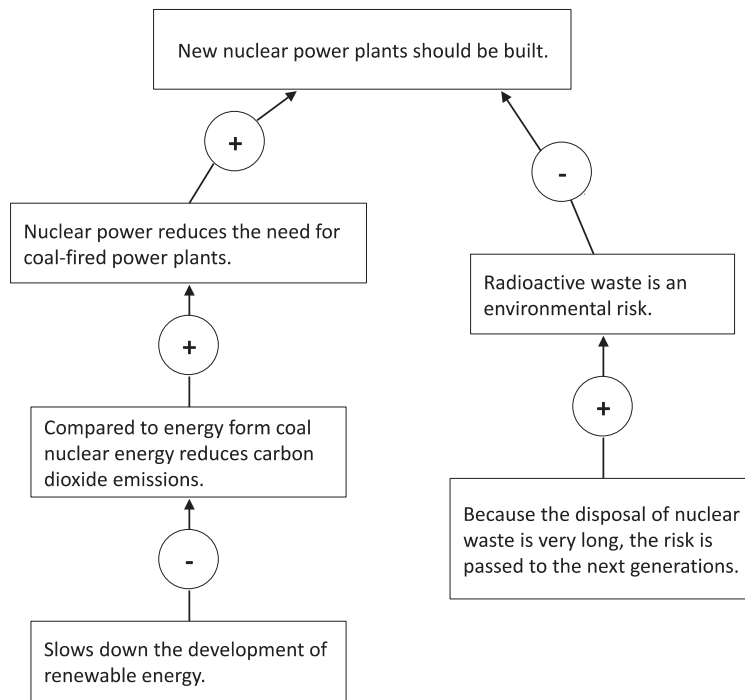 New nuclear power plants should be built.
+
-
Nuclear power reduces the need for
coal-fired power plants.
Radioactive waste is an
environmental risk.
+
+
Compared to energy form coal
nuclear energy reduces carbon
dioxide emissions.
Because the disposal of nuclear
waste is very long, the risk is
passed to the next generations.
-
Slows down the development of
renewable energy.